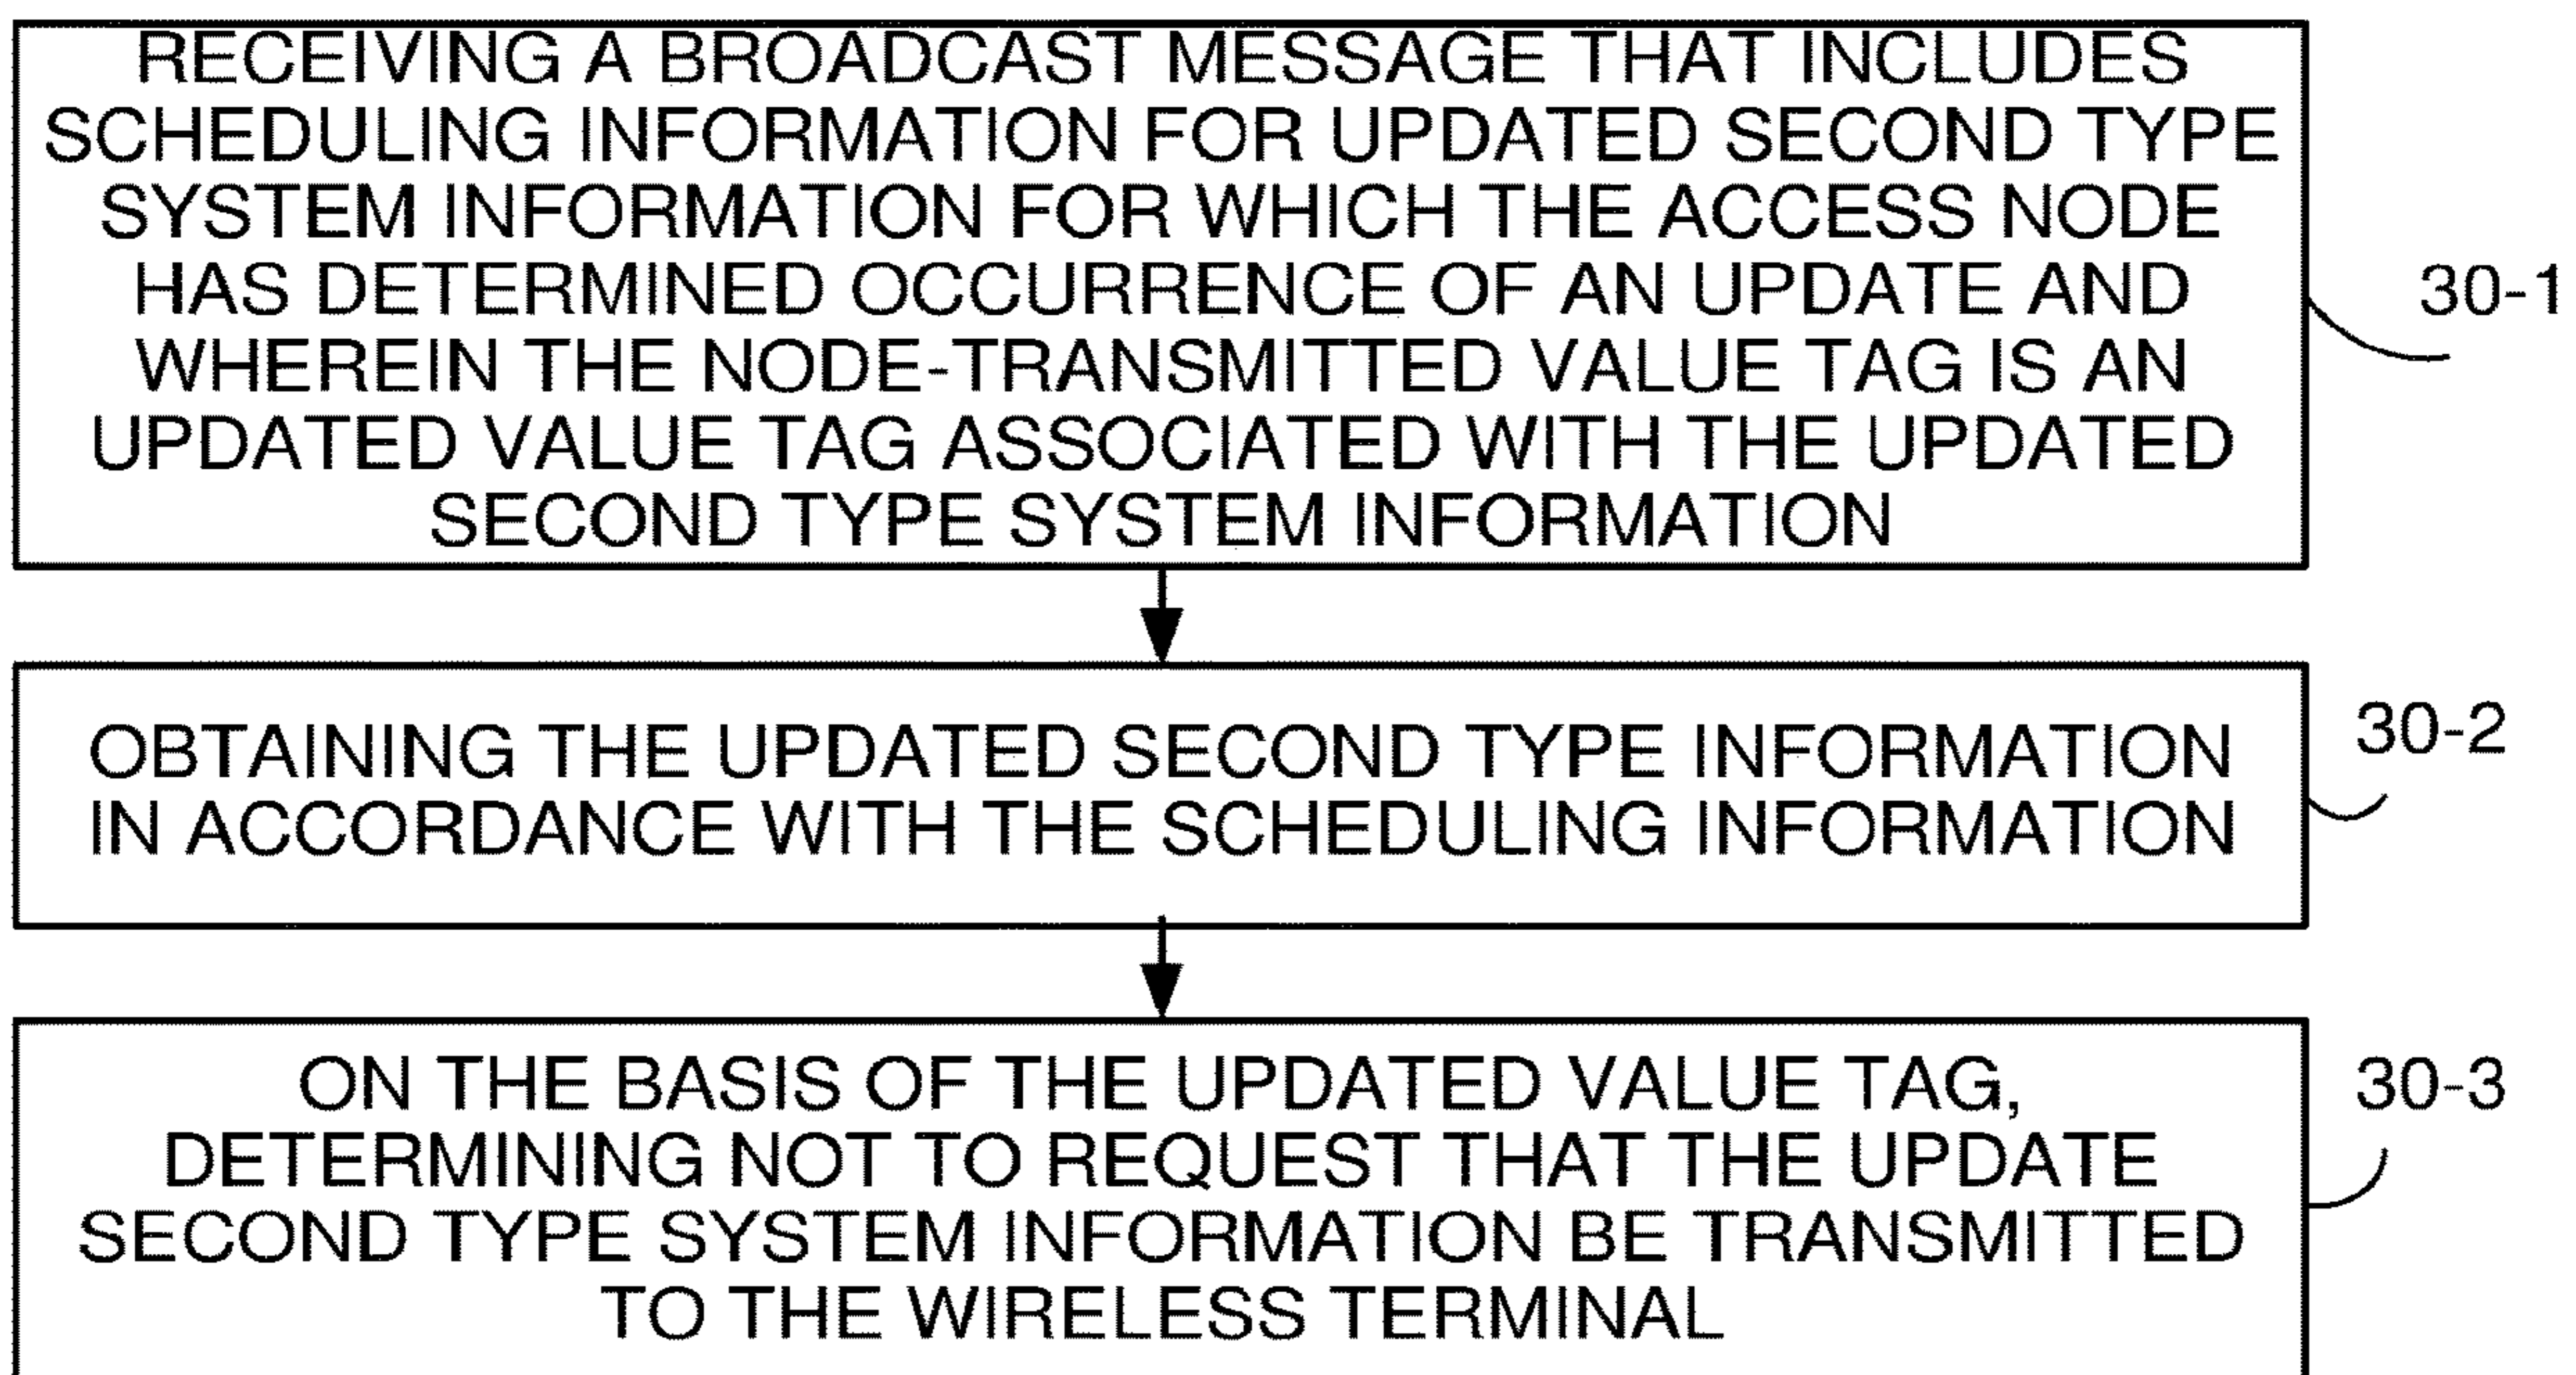 RECEIVING A BROADCAST MESSAGE THAT INCLUDES
SCHEDULING INFORMATION FOR UPDATED SECOND TYPE
SYSTEM INFORMATION FOR WHICH THE ACCESS NODE
HAS DETERMINED OCCURRENCE OF AN UPDATE AND
WHEREIN THE NODE-TRANSMITTED VALUE TAG IS AN
UPDATED VALUE TAG ASSOCIATED WITH THE UPDATED
SECOND TYPE SYSTEM INFORMATION
30-1
OBTAINING THE UPDATED SECOND TYPE INFORMATION
IN ACCORDANCE WITH THE SCHEDULING INFORMATION
30-2
ON THE BASIS OF THE UPDATED VALUE TAG,
DETERMINING NOT TO REQUEST THAT THE UPDATE
SECOND TYPE SYSTEM INFORMATION BE TRANSMITTED
TO THE WIRELESS TERMINAL
30-3